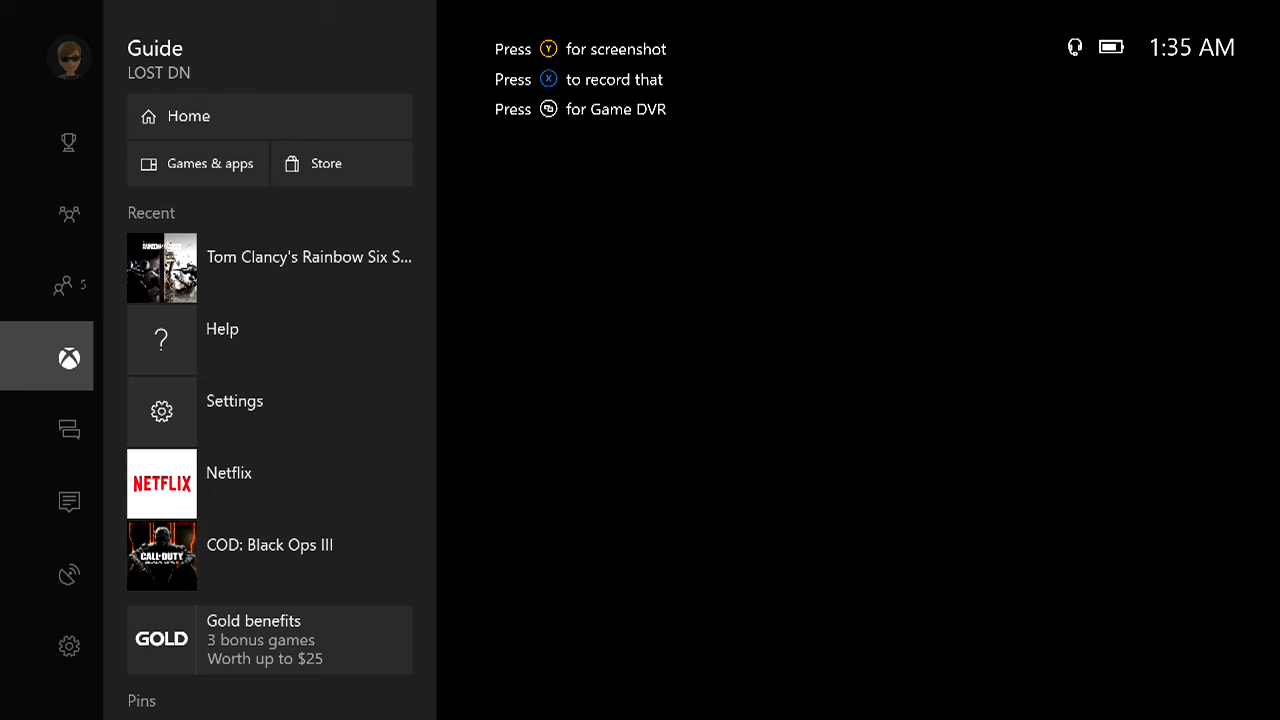 Guide
LOST DN
Home
Games & apps
Store
Recent
Tom Clancy's Rainbow Six S...
?
Help
Settings
NETFLIX
Netflix
CALL·DUTY
COD: Black Ops III
GOLD
Gold benefits
3 bonus games
Worth up to $25
Pins
5
Press Y for screenshot
Press X to record that
Press for Game DVR
1:35 AM